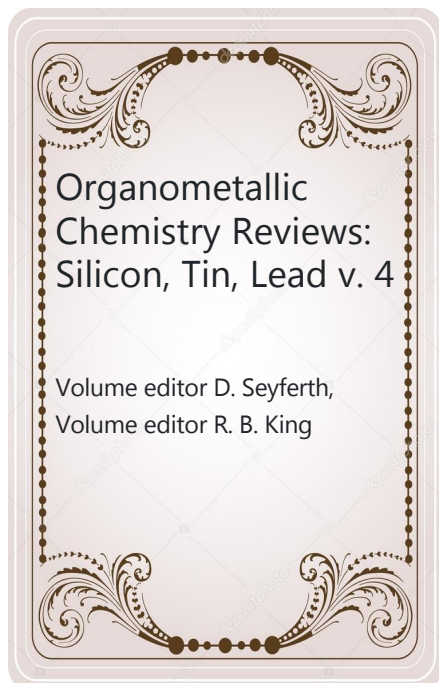 Organometallic
Chemistry Reviews:
Silicon, Tin, Lead v. 4
Volume editor D. Seyferth,
Volume editor R. B. King